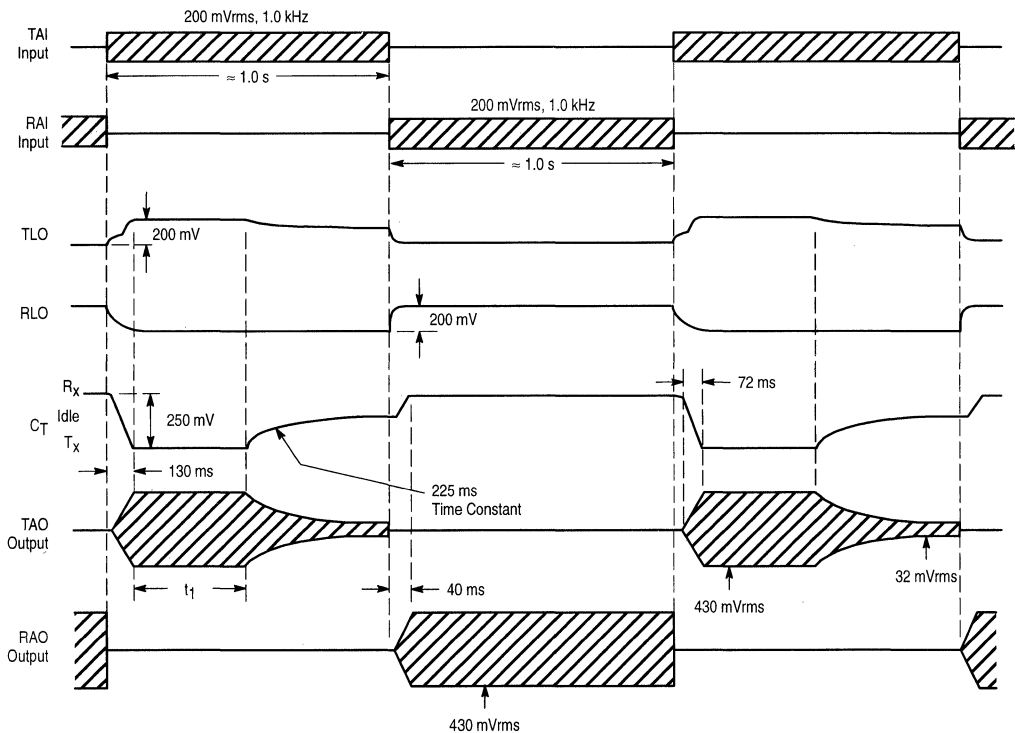 200 mVrms, 1.0 kHz
TAI
Input
≈ 1.0 s
200 mVrms, 1.0 kHz
RAI
Input
≈ 1.0 s
TLO
200 mV
RLO
200 mV
RX
72 ms
Idle
CT
250 mV
TX
130 ms
225 ms
Time Constant
TAO
Output
t1
40 ms
32 mVrms
430 mVrms
RAO
Output
430 mVrms